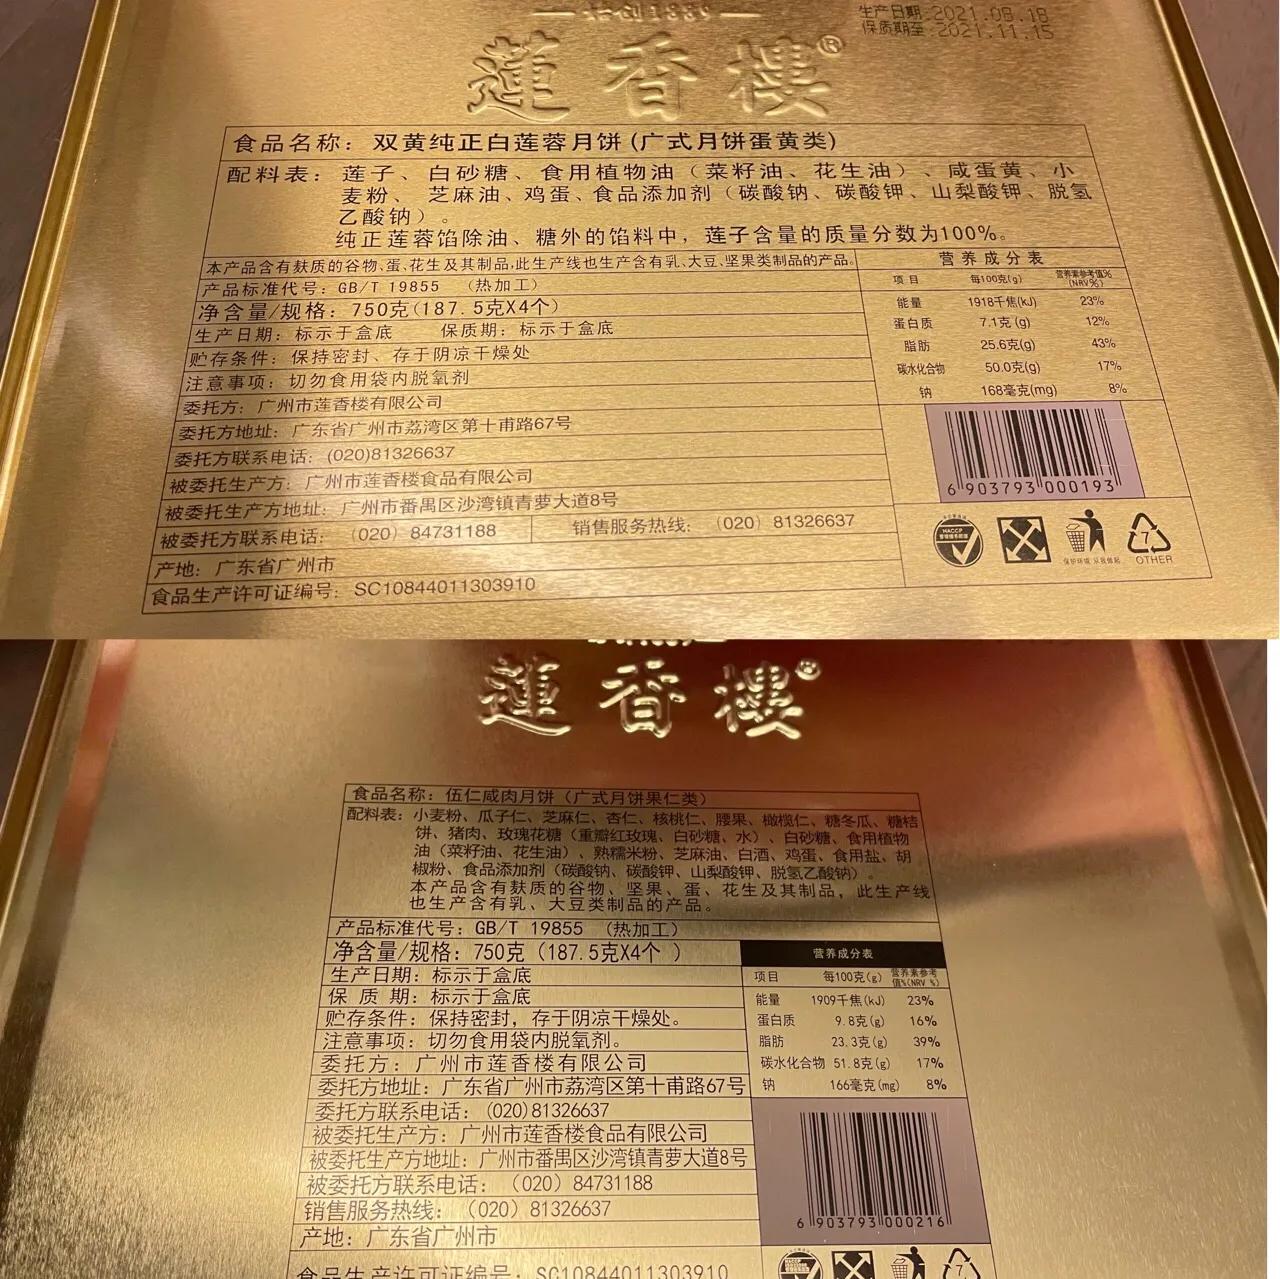 始创1889
生产日期:2021.08.18
保质期至:2021.11.15
蓮香樓®
食品名称：双黄纯正白莲蓉月饼(广式月饼蛋黄类)
配料表：莲子、白砂糖、食用植物油（菜籽油、花生油）、咸蛋黄、小
麦粉、芝麻油、鸡蛋、食品添加剂（碳酸钠、碳酸钾、山梨酸钾、脱氢
乙酸钠）。
纯正莲蓉馅除油、糖外的馅料中，莲子含量的质量分数为100%。
本产品含有麸质的谷物、蛋、花生及其制品,此生产线也生产含有乳、大豆、坚果类制品的产品。
产品标准代号：GB/T 19855 （热加工）
净含量/规格：750克(187.5克X4个)
生产日期：标示于盒底 保质期：标示于盒底
贮存条件：保持密封、存于阴凉干燥处
注意事项：切勿食用袋内脱氧剂
委托方：广州市莲香楼有限公司
委托方地址：广东省广州市荔湾区第十甫路67号
委托方联系电话：(020)81326637
被委托生产方：广州市莲香楼食品有限公司
被委托生产方地址：广州市番禺区沙湾镇青萝大道8号
被委托方联系电话：（020）84731188 销售服务热线：（020）81326637
产地：广东省广州市
食品生产许可证编号：SC10844011303910
营养成分表
项目 每100克(g) 营养素参考值%(NRV%)
能量 1918千焦(kJ) 23%
蛋白质 7.1克(g) 12%
脂肪 25.6克(g) 43%
碳水化合物 50.0克(g) 17%
钠 168毫克(mg) 8%
6 903793 000193
HACCP
保护环境 从我做起
7
OTHER
蓮香樓®
食品名称：伍仁咸肉月饼（广式月饼果仁类）
配料表：小麦粉、瓜子仁、芝麻仁、杏仁、核桃仁、腰果、橄榄仁、糖冬瓜、糖桔
饼、猪肉、玫瑰花糖（重瓣红玫瑰、白砂糖、水）、白砂糖、食用植物
油（菜籽油、花生油）、熟糯米粉、芝麻油、白酒、鸡蛋、食用盐、胡
椒粉、食品添加剂（碳酸钠、碳酸钾、山梨酸钾、脱氢乙酸钠）。
本产品含有麸质的谷物、坚果、蛋、花生及其制品，此生产线
也生产含有乳、大豆类制品的产品。
产品标准代号：GB/T 19855 （热加工）
净含量/规格：750克（187.5克X4个 ）
生产日期：标示于盒底
保 质 期：标示于盒底
贮存条件：保持密封，存于阴凉干燥处。
注意事项：切勿食用袋内脱氧剂。
委托方：广州市莲香楼有限公司
委托方地址：广东省广州市荔湾区第十甫路67号
委托方联系电话：(020)81326637
被委托生产方：广州市莲香楼食品有限公司
被委托生产方地址：广州市番禺区沙湾镇青萝大道8号
被委托方联系电话：（020）84731188
销售服务热线：（020）81326637
产地：广东省广州市
食品生产许可证编号：SC10844011303910
营养成分表
项目 每100克(g) 营养素参考值%(NRV %)
能量 1909千焦(kJ) 23%
蛋白质 9.8克(g) 16%
脂肪 23.3克(g) 39%
碳水化合物 51.8克(g) 17%
钠 166毫克(mg) 8%
6 903793 000216
HACCP
7